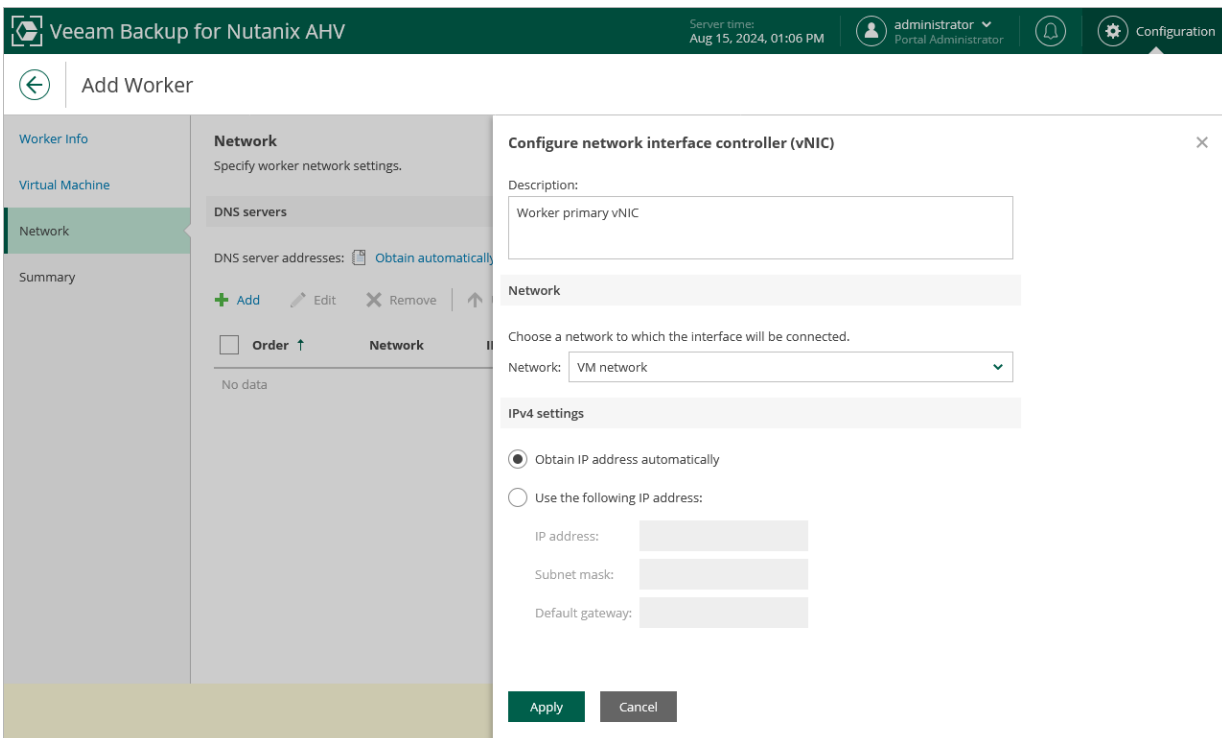 Veeam Backup for Nutanix AHV
Server time:
Aug 15, 2024, 01:06 PM
administrator
Portal Administrator
Configuration
Add Worker
Worker Info
Virtual Machine
Network
Summary
Network
Specify worker network settings.
DNS servers
DNS server addresses: Obtain automatically
Add Edit Remove
Order Network
No data
Configure network interface controller (vNIC)
Description:
Worker primary vNIC
Network
Choose a network to which the interface will be connected.
Network: VM network
IPv4 settings
Obtain IP address automatically
Use the following IP address:
IP address:
Subnet mask:
Default gateway:
Apply Cancel